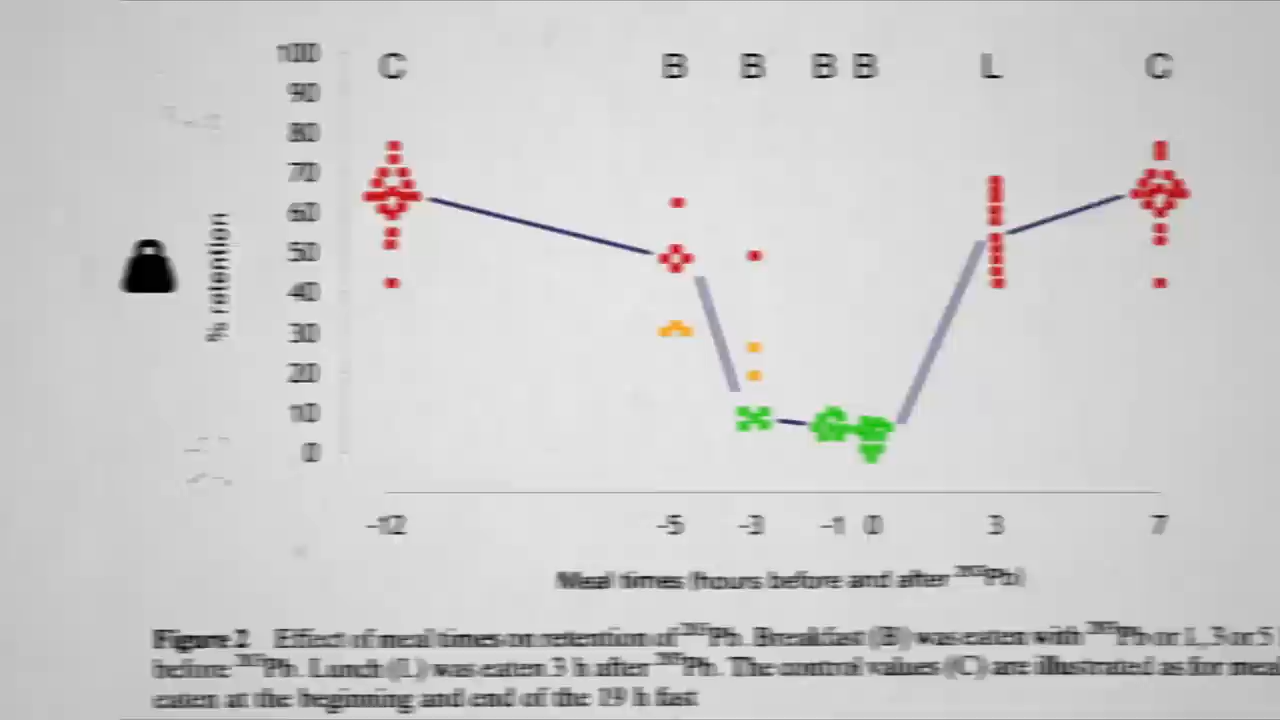 100
C B B B B L C
90
80
70
60
50
40
30
20
10
0
% retention
-12 -5 -3 -1 0 3 7
Meal times (hours before and after ²⁰³Pb)
Figure 2 Effect of meal times on retention of ²⁰³Pb. Breakfast (B) was eaten with ²⁰³Pb or 1, 3 or 5
before ²⁰³Pb. Lunch (L) was eaten 3 h after ²⁰³Pb. The control values (C) are illustrated as for meal
eaten at the beginning and end of the 19 h fast